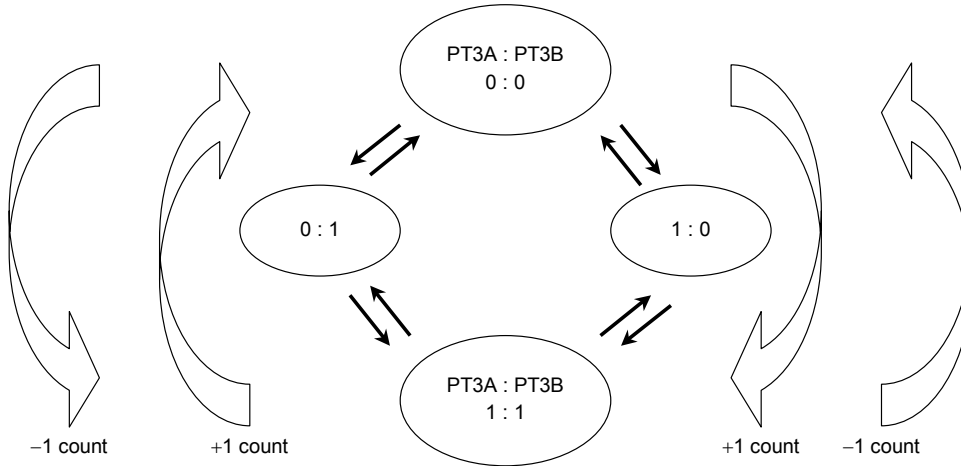 PT3A : PT3B
0 : 0
0 : 1
1 : 0
PT3A : PT3B
1 : 1
−1 count
+1 count
+1 count
−1 count